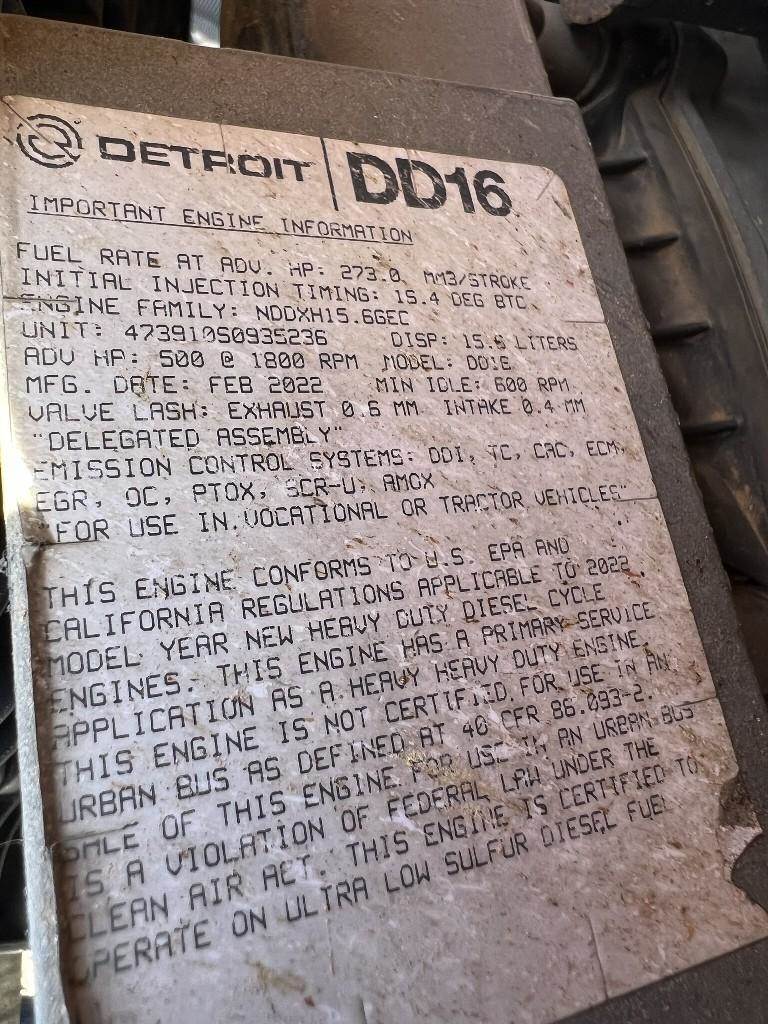 DETROIT DD16
IMPORTANT ENGINE INFORMATION
FUEL RATE AT ADV. HP: 273.0 MM3/STROKE
INITIAL INJECTION TIMING: 15.4 DEG BTC
ENGINE FAMILY: NDDXH15.6GEC
UNIT: 473910S0935236 DISP: 15.6 LITERS
ADV HP: 500 @ 1800 RPM MODEL: DD16
MFG. DATE: FEB 2022 MIN IDLE: 600 RPM
VALVE LASH: EXHAUST 0.6 MM INTAKE 0.4 MM
"DELEGATED ASSEMBLY"
EMISSION CONTROL SYSTEMS: DDI, TC, CAC, ECM,
EGR, OC, PTOX, SCR-U, AMOX
"FOR USE IN VOCATIONAL OR TRACTOR VEHICLES"
THIS ENGINE CONFORMS TO U.S. EPA AND
CALIFORNIA REGULATIONS APPLICABLE TO 2022
MODEL YEAR NEW HEAVY DUTY DIESEL CYCLE
ENGINES. THIS ENGINE HAS A PRIMARY SERVICE
APPLICATION AS A HEAVY HEAVY DUTY ENGINE.
THIS ENGINE IS NOT CERTIFIED FOR USE IN AN
URBAN BUS AS DEFINED AT 40 CFR 86.093-2.
SALE OF THIS ENGINE FOR USE IN AN URBAN BUS
IS A VIOLATION OF FEDERAL LAW UNDER THE
CLEAN AIR ACT. THIS ENGINE IS CERTIFIED TO
OPERATE ON ULTRA LOW SULFUR DIESEL FUEL